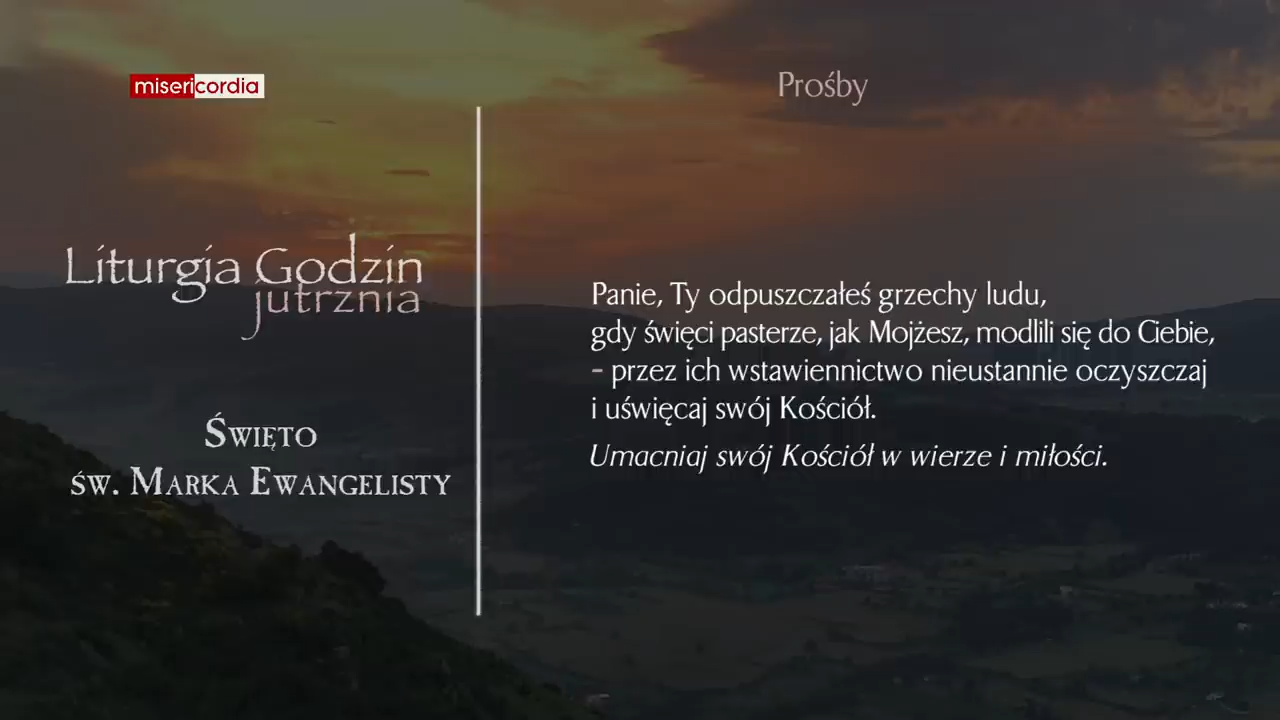 misericordia
Prośby
Liturgia Godzin
jutrznia
Święto
św. Marka Ewangelisty
Panie, Ty odpuszczałeś grzechy ludu,
gdy święci pasterze, jak Mojżesz, modlili się do Ciebie,
- przez ich wstawiennictwo nieustannie oczyszczaj
i uświęcaj swój Kościół.
Umacniaj swój Kościół w wierze i miłości.